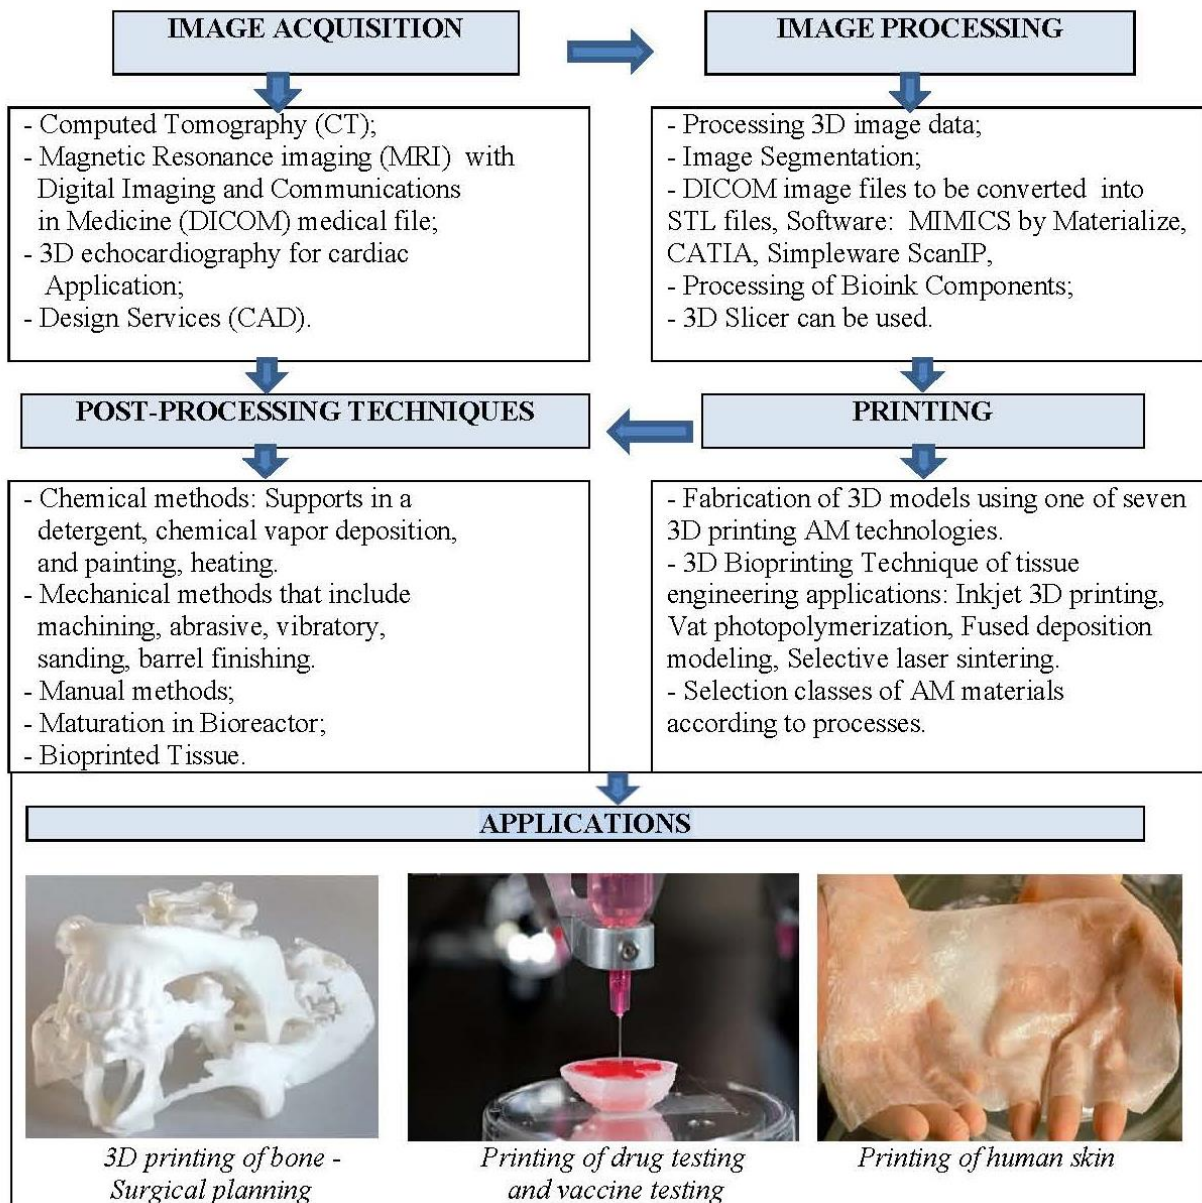 IMAGE ACQUISITION
- Computed Tomography (CT);
- Magnetic Resonance imaging (MRI) with
Digital Imaging and Communications
in Medicine (DICOM) medical file;
- 3D echocardiography for cardiac
Application;
- Design Services (CAD).
IMAGE PROCESSING
- Processing 3D image data;
- Image Segmentation;
- DICOM image files to be converted into
STL files, Software: MIMICS by Materialize,
CATIA, Simpleware ScanIP,
- Processing of Bioink Components;
- 3D Slicer can be used.
PRINTING
- Fabrication of 3D models using one of seven
3D printing AM technologies.
- 3D Bioprinting Technique of tissue
engineering applications: Inkjet 3D printing,
Vat photopolymerization, Fused deposition
modeling, Selective laser sintering.
- Selection classes of AM materials
according to processes.
POST-PROCESSING TECHNIQUES
- Chemical methods: Supports in a
detergent, chemical vapor deposition,
and painting, heating.
- Mechanical methods that include
machining, abrasive, vibratory,
sanding, barrel finishing.
- Manual methods;
- Maturation in Bioreactor;
- Bioprinted Tissue.
APPLICATIONS
3D printing of bone -
Surgical planning
Printing of drug testing
and vaccine testing
Printing of human skin